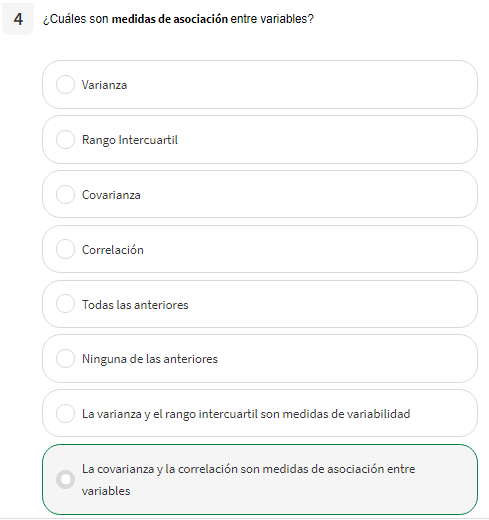 4 ¿Cuáles son medidas de asociación entre variables?
Varianza
Rango Intercuartil
Covarianza
Correlación
Todas las anteriores
Ninguna de las anteriores
La varianza y el rango intercuartil son medidas de variabilidad
La covarianza y la correlación son medidas de asociación entre
variables